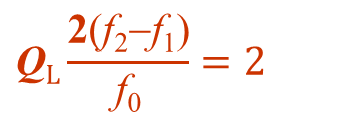 Q_L 2(f_2–f_1)/f_0 = 2